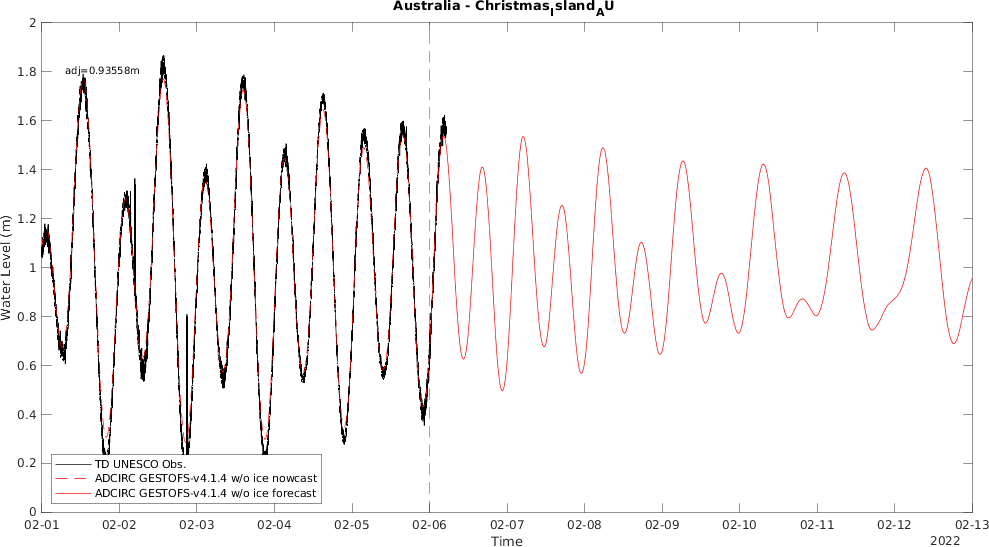 Australia - Christmas_Island_AU
adj=0.93558m
Water Level (m)
2
1.8
1.6
1.4
1.2
1
0.8
0.6
0.4
0.2
0
TD UNESCO Obs.
ADCIRC GESTOFS-v4.1.4 w/o ice nowcast
ADCIRC GESTOFS-v4.1.4 w/o ice forecast
02-01 02-02 02-03 02-04 02-05 02-06 02-07 02-08 02-09 02-10 02-11 02-12 02-13
Time
2022